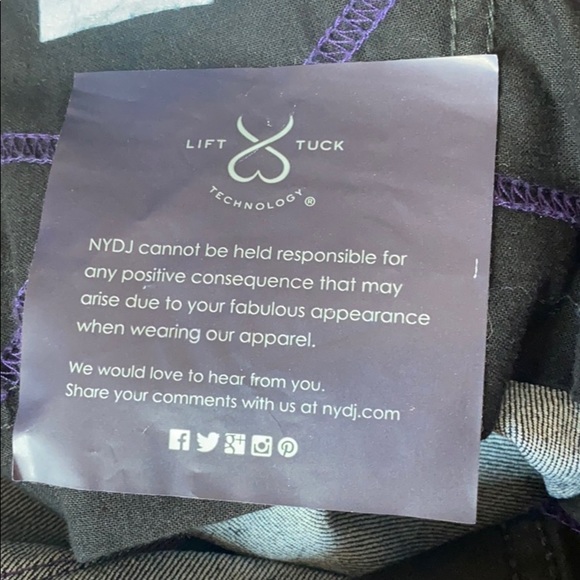 LIFT TUCK
TECHNOLOGY®
NYDJ cannot be held responsible for
any positive consequence that may
arise due to your fabulous appearance
when wearing our apparel.
We would love to hear from you.
Share your comments with us at nydj.com